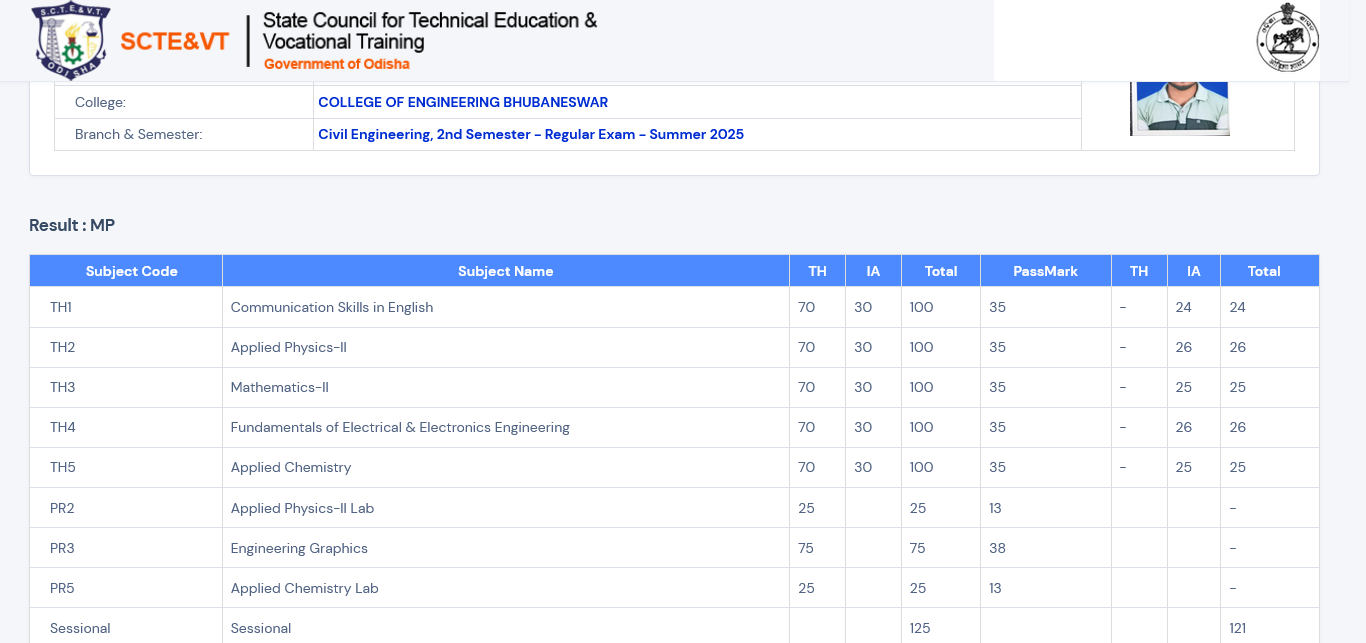 S.C.T.E.&V.T.
ODISHA
SCTE&VT
State Council for Technical Education &
Vocational Training
Government of Odisha
College: COLLEGE OF ENGINEERING BHUBANESWAR
Branch & Semester: Civil Engineering, 2nd Semester - Regular Exam - Summer 2025
Result : MP
Subject Code Subject Name TH IA Total PassMark TH IA Total
TH1 Communication Skills in English 70 30 100 35 - 24 24
TH2 Applied Physics-II 70 30 100 35 - 26 26
TH3 Mathematics-II 70 30 100 35 - 25 25
TH4 Fundamentals of Electrical & Electronics Engineering 70 30 100 35 - 26 26
TH5 Applied Chemistry 70 30 100 35 - 25 25
PR2 Applied Physics-II Lab 25 25 13 -
PR3 Engineering Graphics 75 75 38 -
PR5 Applied Chemistry Lab 25 25 13 -
Sessional Sessional 125 121